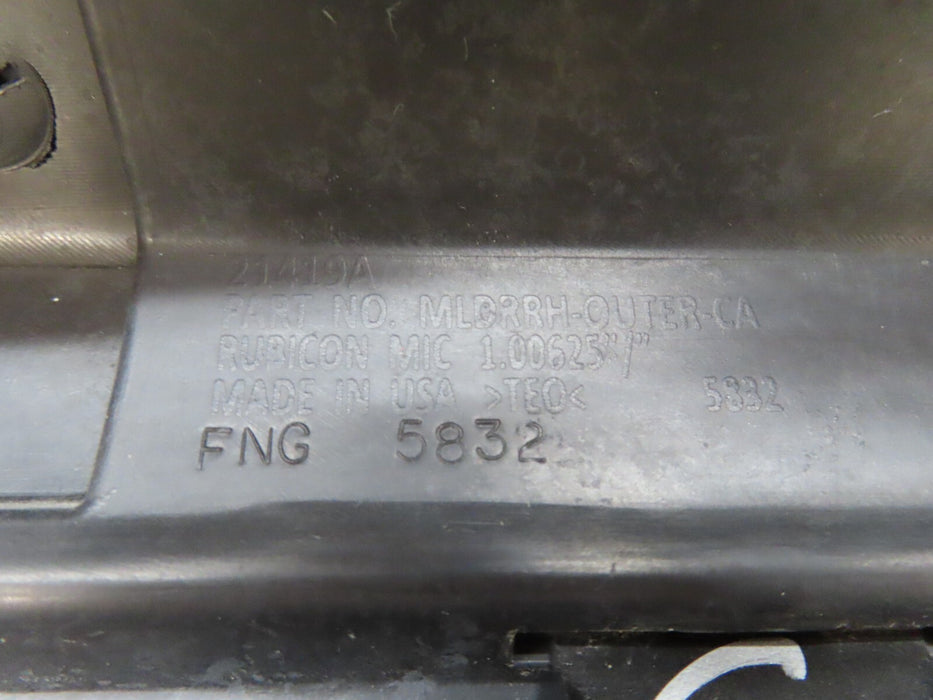 21419A
PART NO. MLDRRH-OUTER-CA
RUBICON MIC 1.00625"/"
MADE IN USA >TEO< 5832
FNG 5832